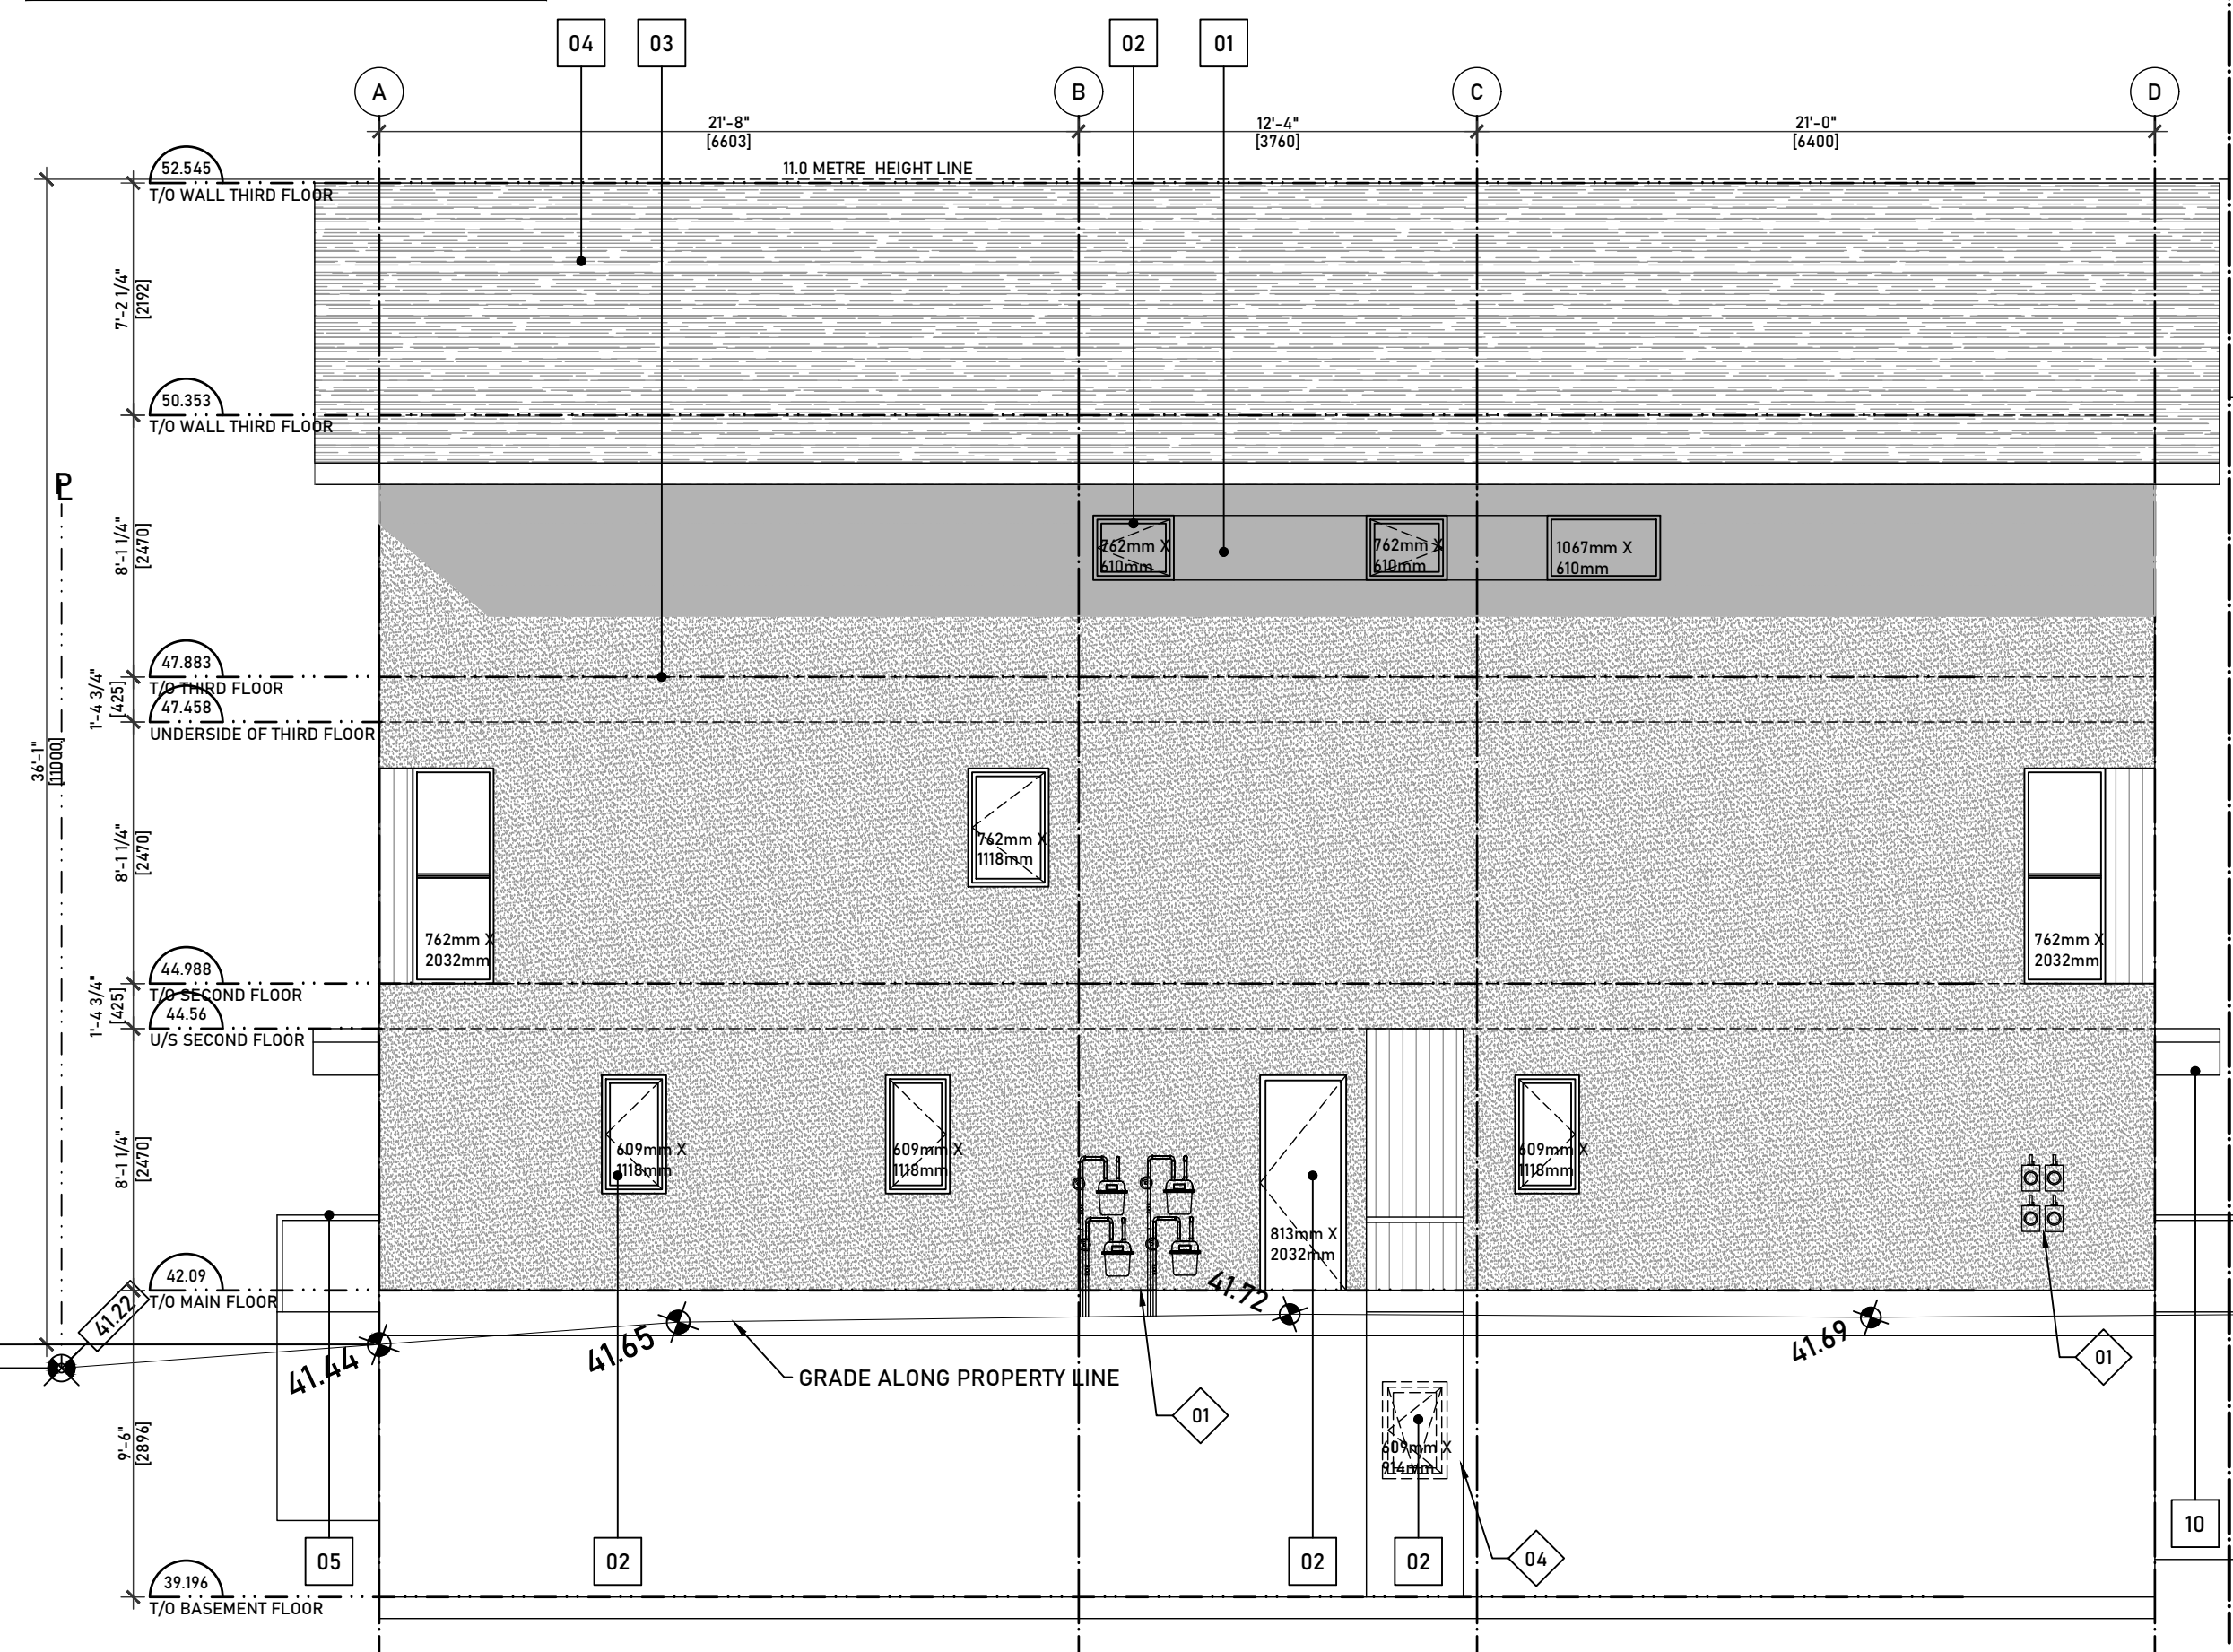 04
03
02
01
A
B
C
D
21'-8"
[6603]
12'-4"
[3760]
21'-0"
[6400]
11.0 METRE HEIGHT LINE
52.545
T/O WALL THIRD FLOOR
7'-2 1/4"
[2192]
50.353
T/O WALL THIRD FLOOR
PL
8'-1 1/4"
[2470]
762mm X
610mm
762mm X
610mm
1067mm X
610mm
47.883
T/O THIRD FLOOR
1'-4 3/4"
[425]
47.458
UNDERSIDE OF THIRD FLOOR
36'-1"
[11000]
8'-1 1/4"
[2470]
762mm X
2032mm
762mm X
1118mm
762mm X
2032mm
44.988
T/O SECOND FLOOR
1'-4 3/4"
[425]
44.56
U/S SECOND FLOOR
8'-1 1/4"
[2470]
609mm X
1118mm
609mm X
1118mm
813mm X
2032mm
609mm X
1118mm
42.09
T/O MAIN FLOOR
41.22
41.44
41.65
41.72
41.69
GRADE ALONG PROPERTY LINE
01
01
9'-6"
[2896]
609mm X
914mm
05
02
02
02
04
10
39.196
T/O BASEMENT FLOOR